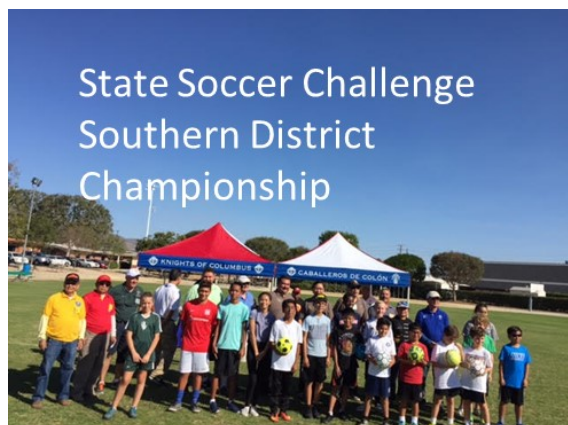 State Soccer Challenge
Southern District
Championship
KNIGHTS OF COLUMBUS
CABALLEROS DE COLÓN